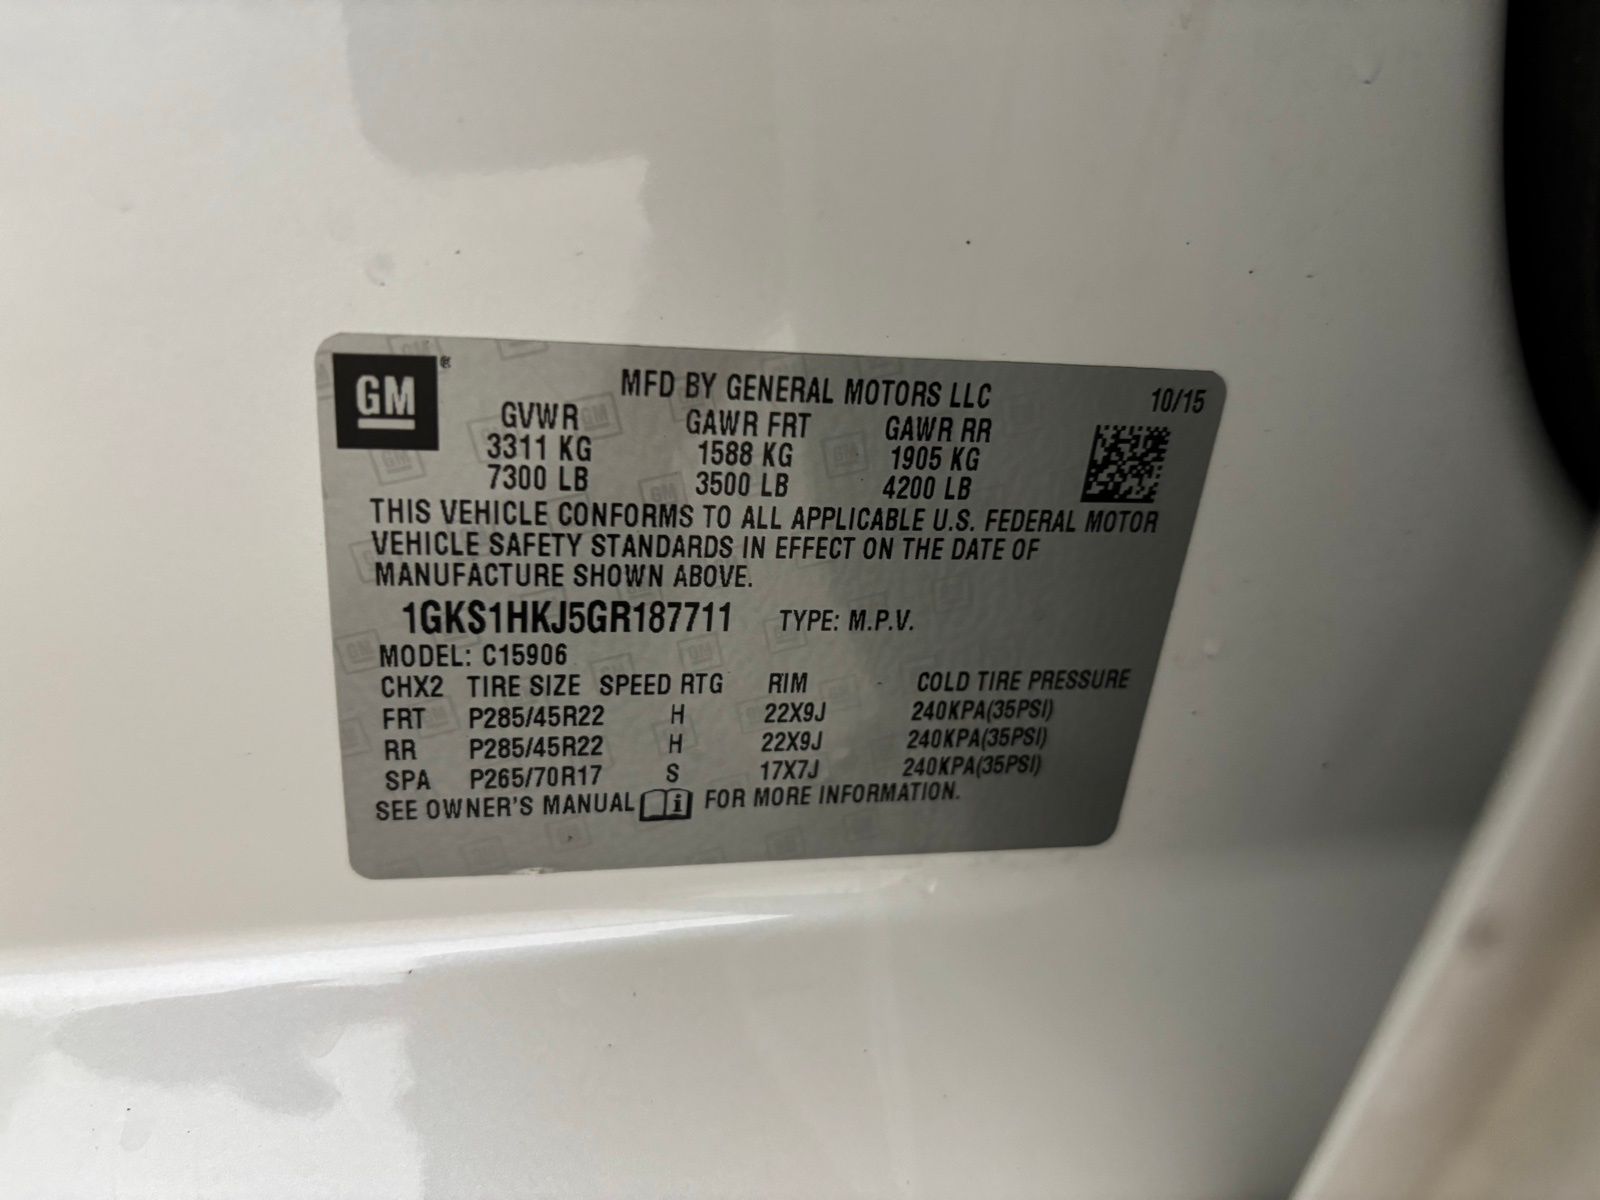 GM®
MFD BY GENERAL MOTORS LLC 10/15
GVWR GAWR FRT GAWR RR
3311 KG 1588 KG 1905 KG
7300 LB 3500 LB 4200 LB
THIS VEHICLE CONFORMS TO ALL APPLICABLE U.S. FEDERAL MOTOR
VEHICLE SAFETY STANDARDS IN EFFECT ON THE DATE OF
MANUFACTURE SHOWN ABOVE.
1GKS1HKJ5GR187711 TYPE: M.P.V.
MODEL: C15906
CHX2 TIRE SIZE SPEED RTG RIM COLD TIRE PRESSURE
FRT P285/45R22 H 22X9J 240KPA(35PSI)
RR P285/45R22 H 22X9J 240KPA(35PSI)
SPA P265/70R17 S 17X7J 240KPA(35PSI)
SEE OWNER'S MANUAL i FOR MORE INFORMATION.